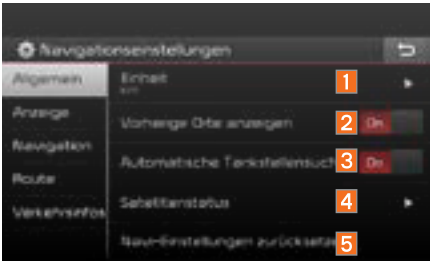 Navigationseinstellungen
Allgemein
Einheit
1
Anzeige
Vorherige Orte anzeigen
2
On
Navigation
Automatische Tankstellensuch
3
On
Route
Satellitenstatus
4
Verkehrsinfos
Navi-Einstellungen zurücksetze
5